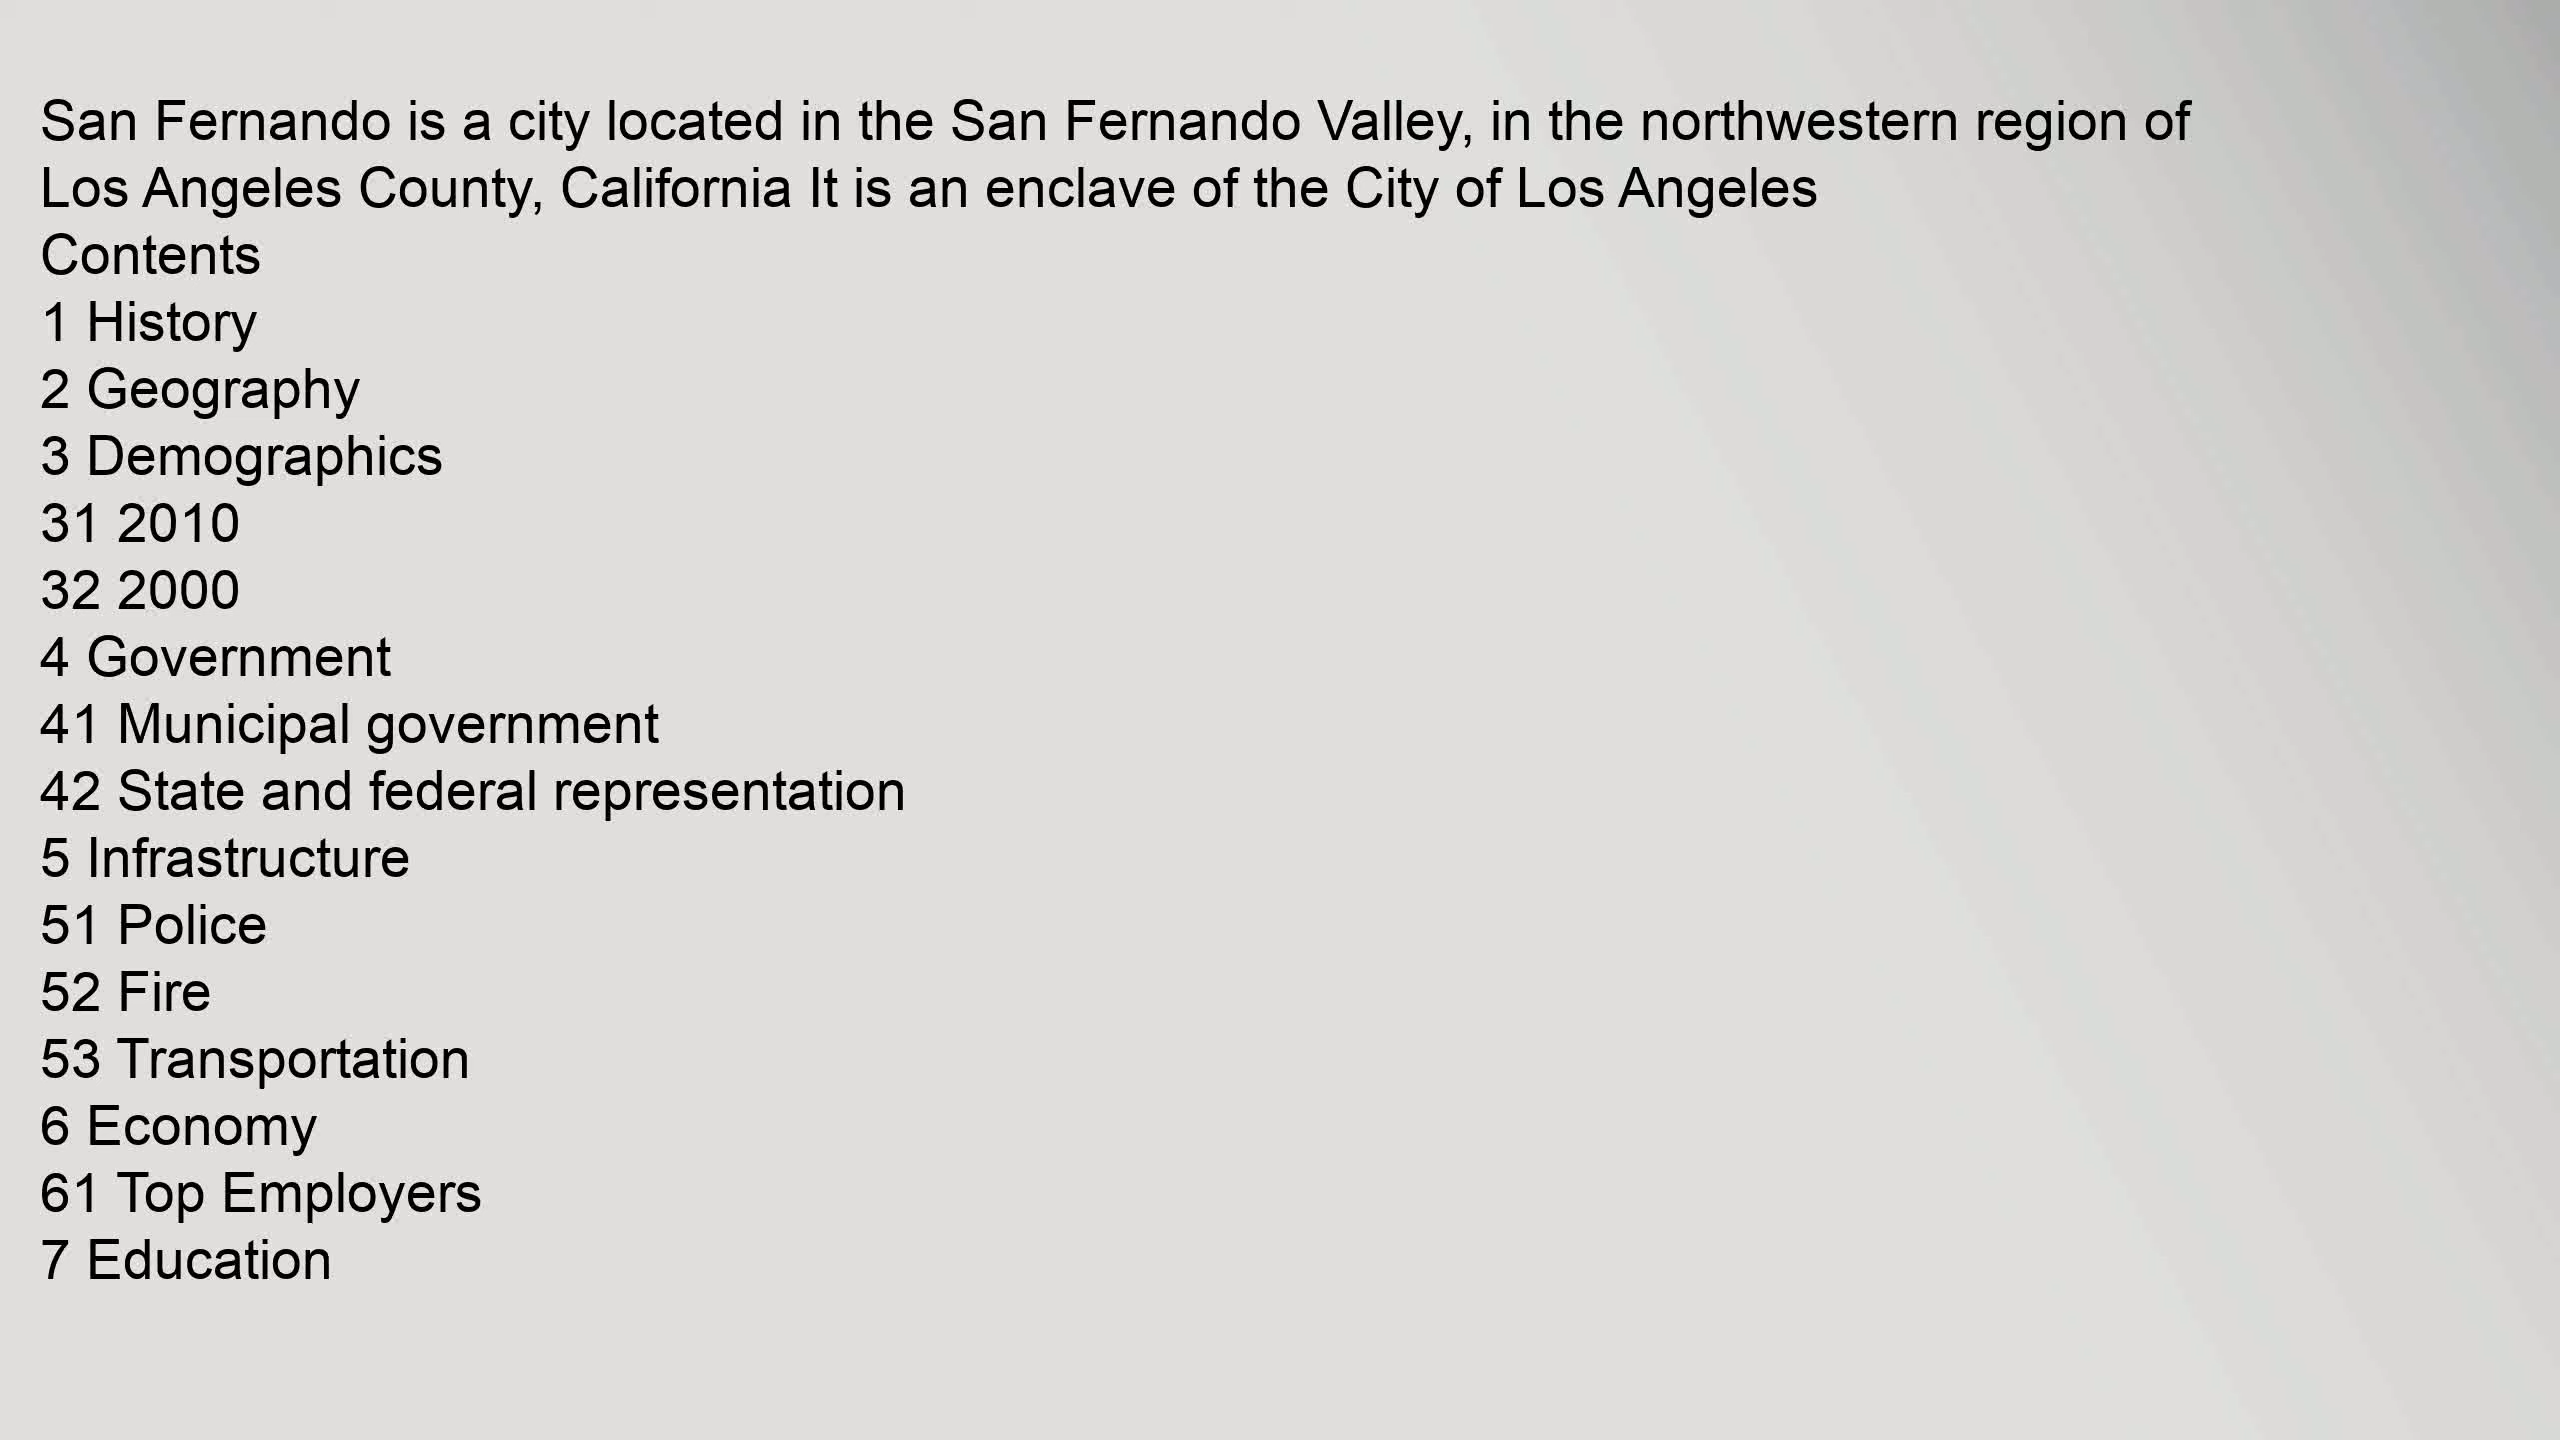 San Fernando is a city located in the San Fernando Valley, in the northwestern region of
Los Angeles County, California It is an enclave of the City of Los Angeles
Contents
1 History
2 Geography
3 Demographics
31 2010
32 2000
4 Government
41 Municipal government
42 State and federal representation
5 Infrastructure
51 Police
52 Fire
53 Transportation
6 Economy
61 Top Employers
7 Education